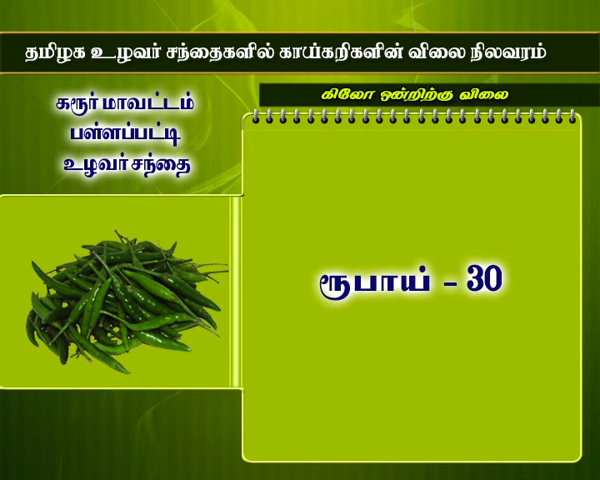 தமிழக உழவர் சந்தைகளில் காய்கறிகளின் விலை நிலவரம்
கரூர் மாவட்டம்
பள்ளப்பட்டி
உழவர் சந்தை
கிலோ ஒன்றிற்கு விலை
ரூபாய் - 30